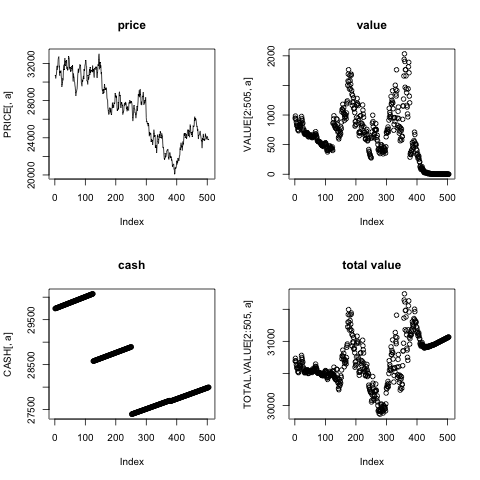 price
PRICE[, a]
20000 24000 28000 32000
0 100 200 300 400 500
Index
value
VALUE[2:505, a]
0 500 1000 2000
0 100 200 300 400 500
Index
cash
CASH[, a]
27500 28500 29500
0 100 200 300 400 500
Index
total value
TOTAL.VALUE[2:505, a]
30000 31000
0 100 200 300 400 500
Index